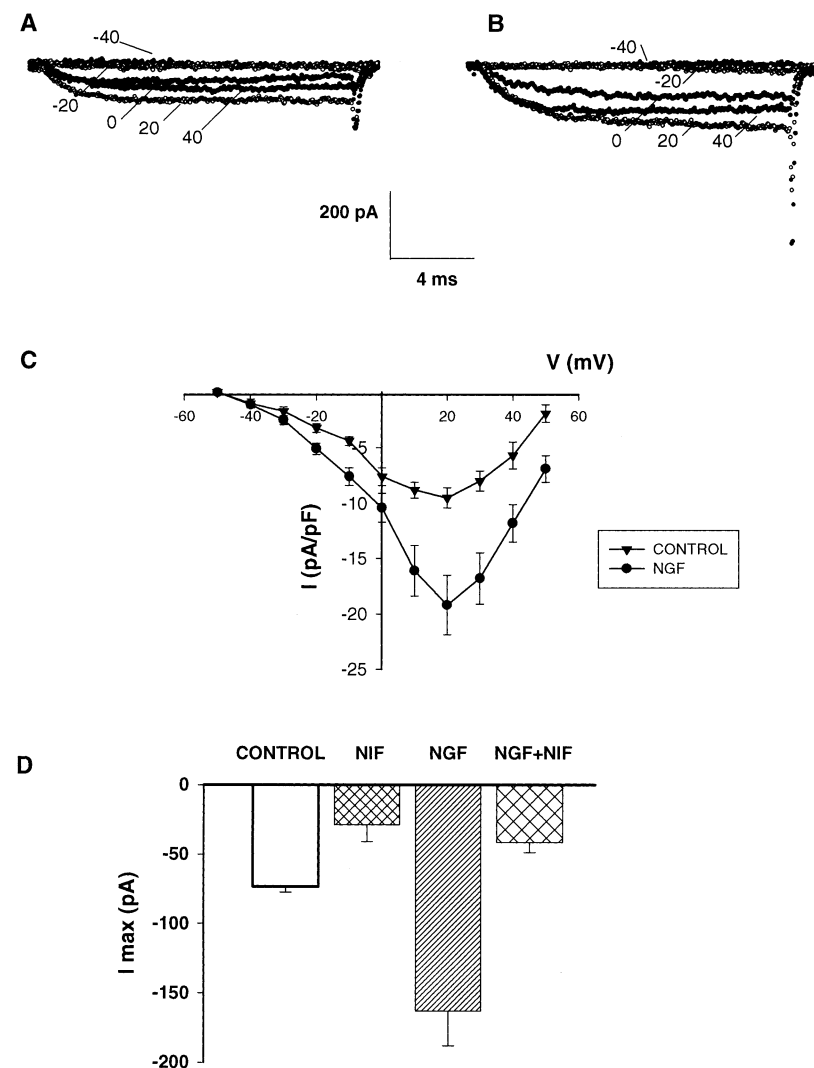 A
B
-40
-20
0
20
40
-40
-20
0
20
40
200 pA
4 ms
C
V (mV)
-60
-40
-20
20
40
60
-5
-10
-15
-20
-25
I (pA/pF)
CONTROL
NGF
D
CONTROL NIF NGF NGF+NIF
0
-50
-100
-150
-200
I max (pA)